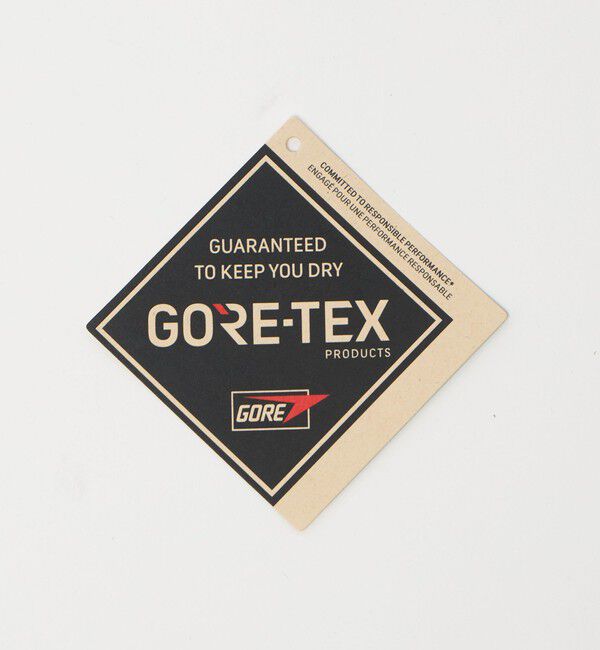 COMMITTED TO RESPONSIBLE PERFORMANCE*
ENGAGÉ POUR UNE PERFORMANCE RESPONSABLE
GUARANTEED
TO KEEP YOU DRY
GORE-TEX
PRODUCTS
GORE